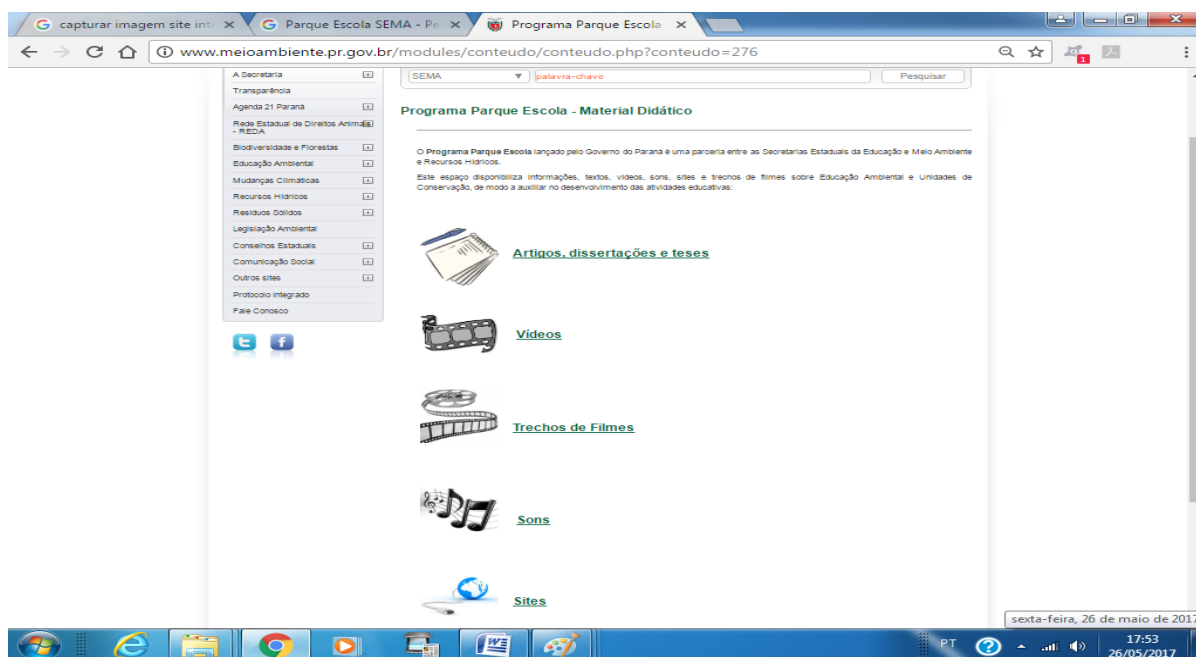 capturar imagem site int
Parque Escola SEMA - Pe
Programa Parque Escola
www.meioambiente.pr.gov.br/modules/conteudo/conteudo.php?conteudo=276
1
A Secretaria
Transparência
Agenda 21 Paraná
Rede Estadual de Direitos Animais
- REDA
Biodiversidade e Florestas
Educação Ambiental
Mudanças Climáticas
Recursos Hídricos
Resíduos Sólidos
Legislação Ambiental
Conselhos Estaduais
Comunicação Social
Outros sites
Protocolo Integrado
Fale Conosco
SEMA
palavra-chave
Pesquisar
Programa Parque Escola - Material Didático
O Programa Parque Escola lançado pelo Governo do Paraná é uma parceria entre as Secretarias Estaduais da Educação e Meio Ambiente
e Recursos Hídricos.
Este espaço disponibiliza informações, textos, vídeos, sons, sites e trechos de filmes sobre Educação Ambiental e Unidades de
Conservação, de modo a auxiliar no desenvolvimento das atividades educativas:
Artigos, dissertações e teses
Vídeos
Trechos de Filmes
Sons
Sites
sexta-feira, 26 de maio de 2017
PT
17:53
26/05/2017